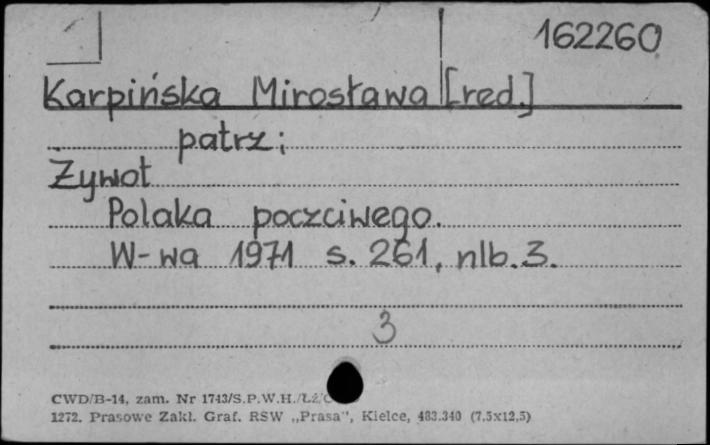 162260
Karpińska Mirosława [red.]
patrz;
Żywot
Polaka poczciwego.
W-wa 1971 s. 261, nlb. 3.
3
CWD/B-14, zam. Nr 1743/S.P.W.H./Łż/
1272. Prasowe Zakl. Graf. RSW „Prasa”, Kielce, 483.340 (7,5x12,5)